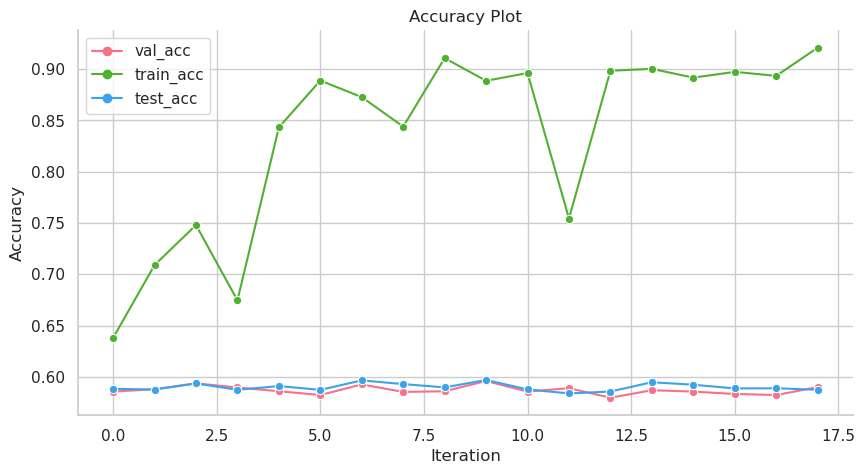 Accuracy Plot
val_acc
train_acc
test_acc
Accuracy
0.90
0.85
0.80
0.75
0.70
0.65
0.60
0.0 2.5 5.0 7.5 10.0 12.5 15.0 17.5
Iteration